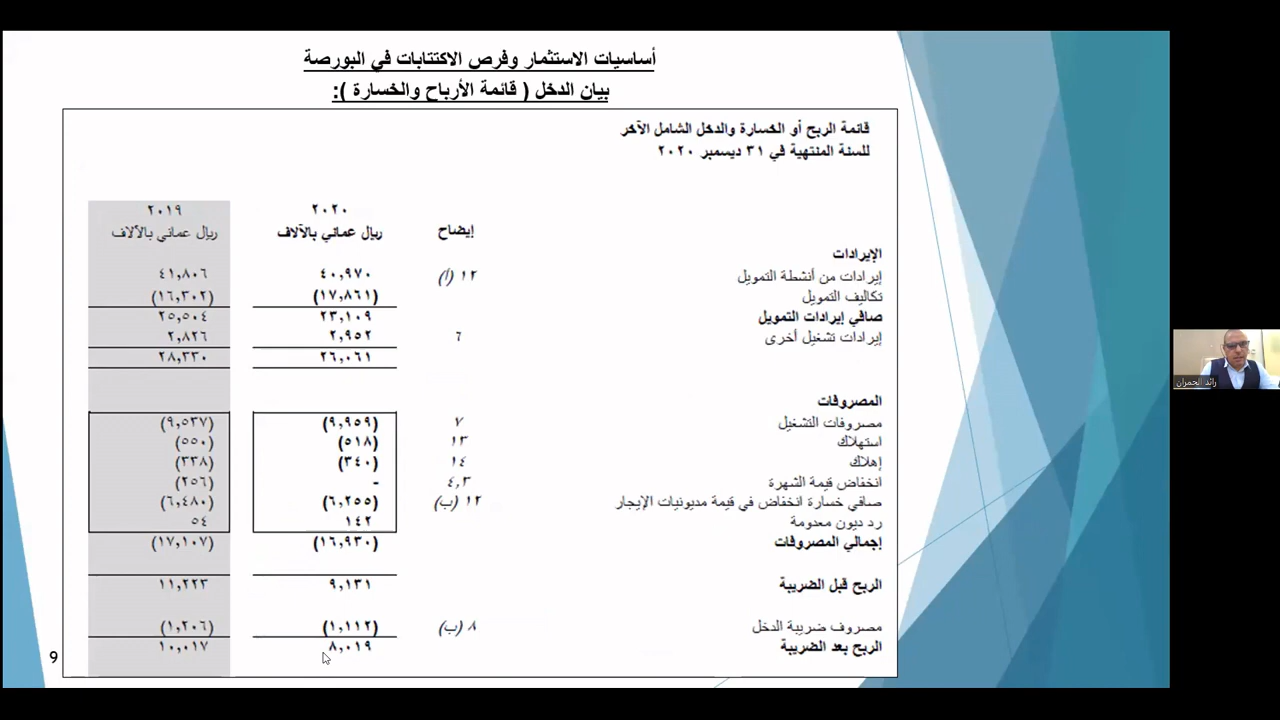 أساسيات الاستثمار وفرص الاكتتابات في البورصة
بيان الدخل ( قائمة الأرباح والخسارة ):
قائمة الربح أو الخسارة والدخل الشامل الآخر
للسنة المنتهية في ٣١ ديسمبر ٢٠٢٠
٢٠٢٠ ٢٠١٩
إيضاح ريال عماني بالآلاف ريال عماني بالآلاف
الإيرادات
إيرادات من أنشطة التمويل ١٢ (أ) ٤٠,٩٧٠ ٤١,٨٠٦
تكاليف التمويل (١٧,٨٦١) (١٦,٣٠٢)
صافي إيرادات التمويل ٢٣,١٠٩ ٢٥,٥٠٤
إيرادات تشغيل أخرى ٦ ٢,٩٥٢ ٢,٨٢٦
٢٦,٠٦١ ٢٨,٣٣٠
المصروفات
مصروفات التشغيل ٧ (٩,٩٥٩) (٩,٥٣٧)
استهلاك ١٣ (٥١٨) (٥٥٠)
إهلاك ١٤ (٣٤٠) (٣٣٨)
انخفاض قيمة الشهرة ٤,٣ - (٢٥٦)
صافي خسارة انخفاض في قيمة مديونيات الإيجار ١٢ (ب) (٦,٢٥٥) (٦,٤٨٠)
رد ديون معدومة ١٤٢ ٥٤
إجمالي المصروفات (١٦,٩٣٠) (١٧,١٠٧)
الربح قبل الضريبة ٩,١٣١ ١١,٢٢٣
مصروف ضريبة الدخل ٨ (ب) (١,١١٢) (١,٢٠٦)
الربح بعد الضريبة ٨,٠١٩ ١٠,٠١٧
9
رائد الحمران